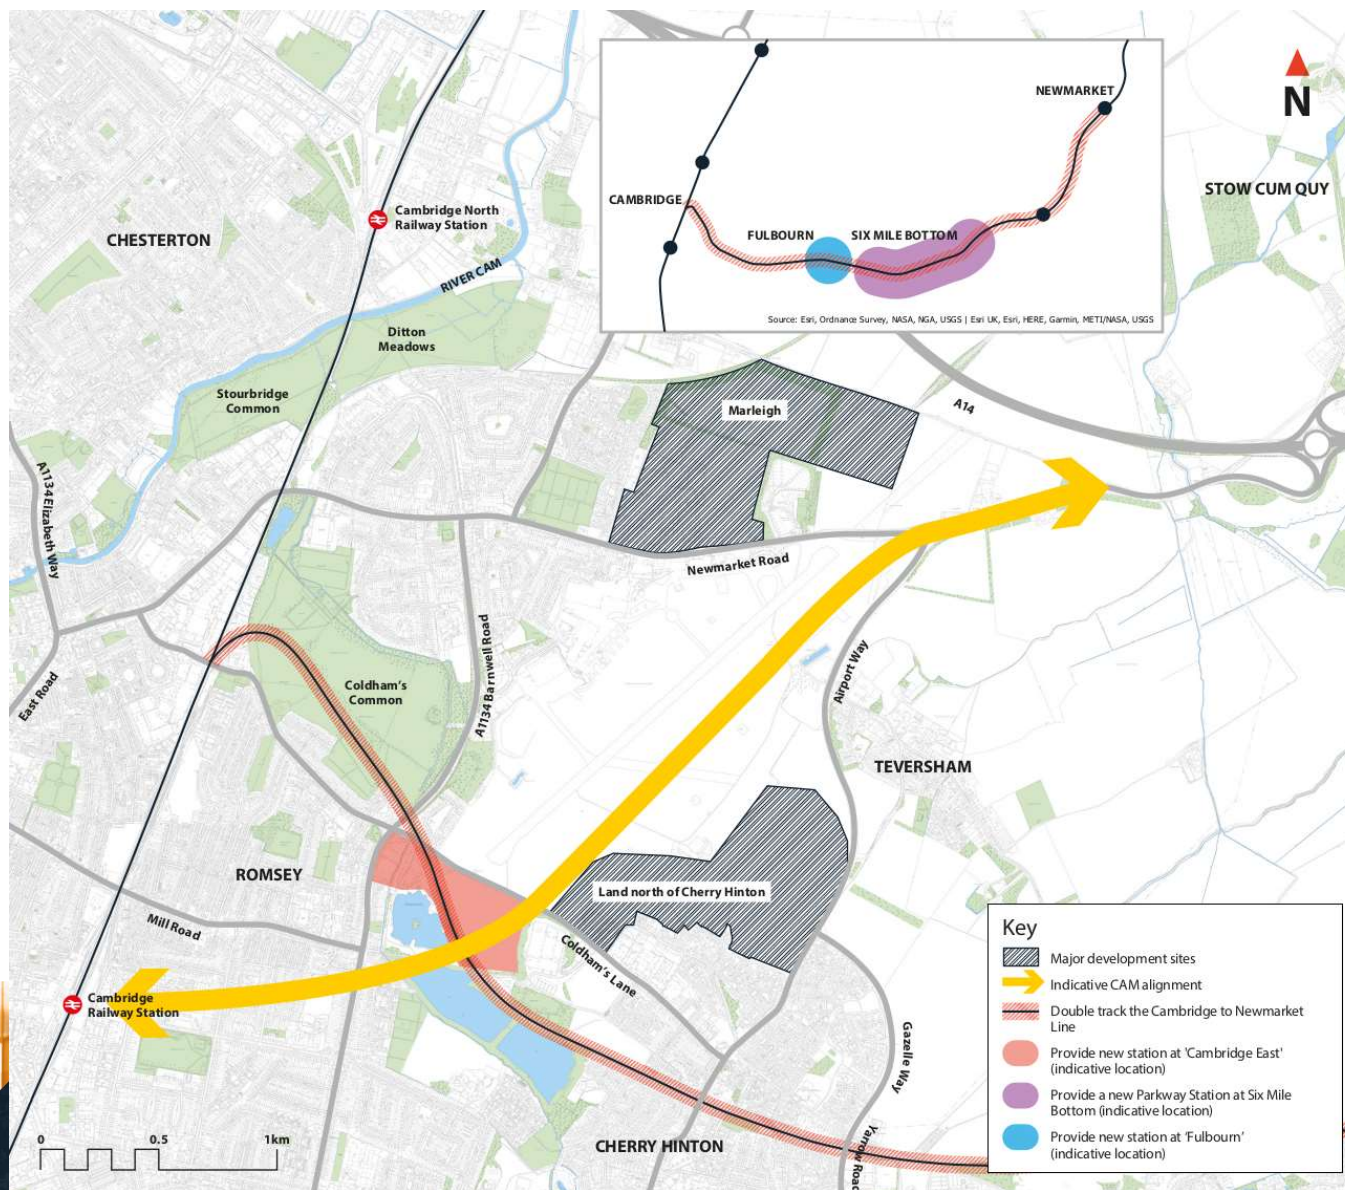 NEWMARKET
CAMBRIDGE
FULBOURN
SIX MILE BOTTOM
Source: Esri, Ordnance Survey, NASA, NGA, USGS | Esri UK, Esri, HERE, Garmin, METI/NASA, USGS
N
STOW CUM QUY
CHESTERTON
Cambridge North
Railway Station
RIVER CAM
Ditton
Meadows
Stourbridge
Common
Marleigh
A14
A1134 Elizabeth Way
Newmarket Road
A1134 Barnwell Road
Airport Way
East Road
Coldham's
Common
TEVERSHAM
ROMSEY
Land north of Cherry Hinton
Mill Road
Coldham's Lane
Cambridge
Railway Station
Gazelle Way
Yarrow Road
CHERRY HINTON
0 0.5 1km
Key
Major development sites
Indicative CAM alignment
Double track the Cambridge to Newmarket
Line
Provide new station at 'Cambridge East'
(indicative location)
Provide a new Parkway Station at Six Mile
Bottom (indicative location)
Provide new station at 'Fulbourn'
(indicative location)